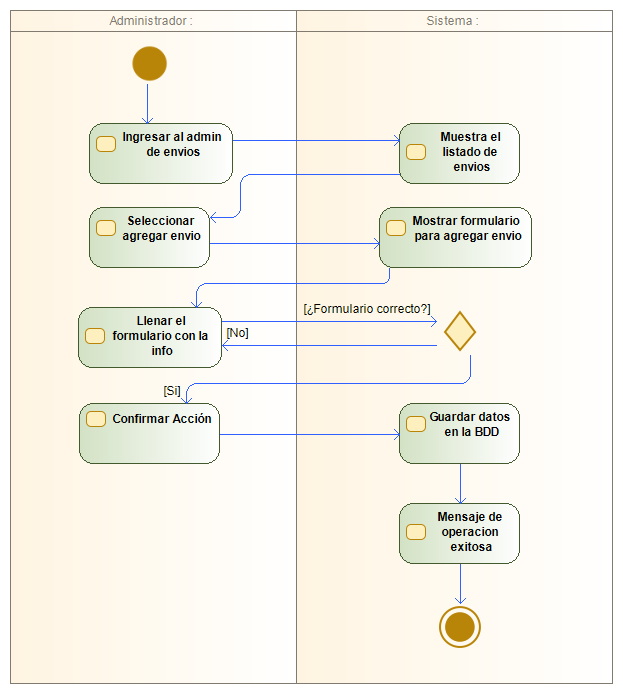 Administrador :
Sistema :
Ingresar al admin
de envios
Muestra el
listado de
envios
Seleccionar
agregar envio
Mostrar formulario
para agregar envio
Llenar el
formulario con la
info
[¿Formulario correcto?]
[No]
[Si]
Confirmar Acción
Guardar datos
en la BDD
Mensaje de
operacion
exitosa